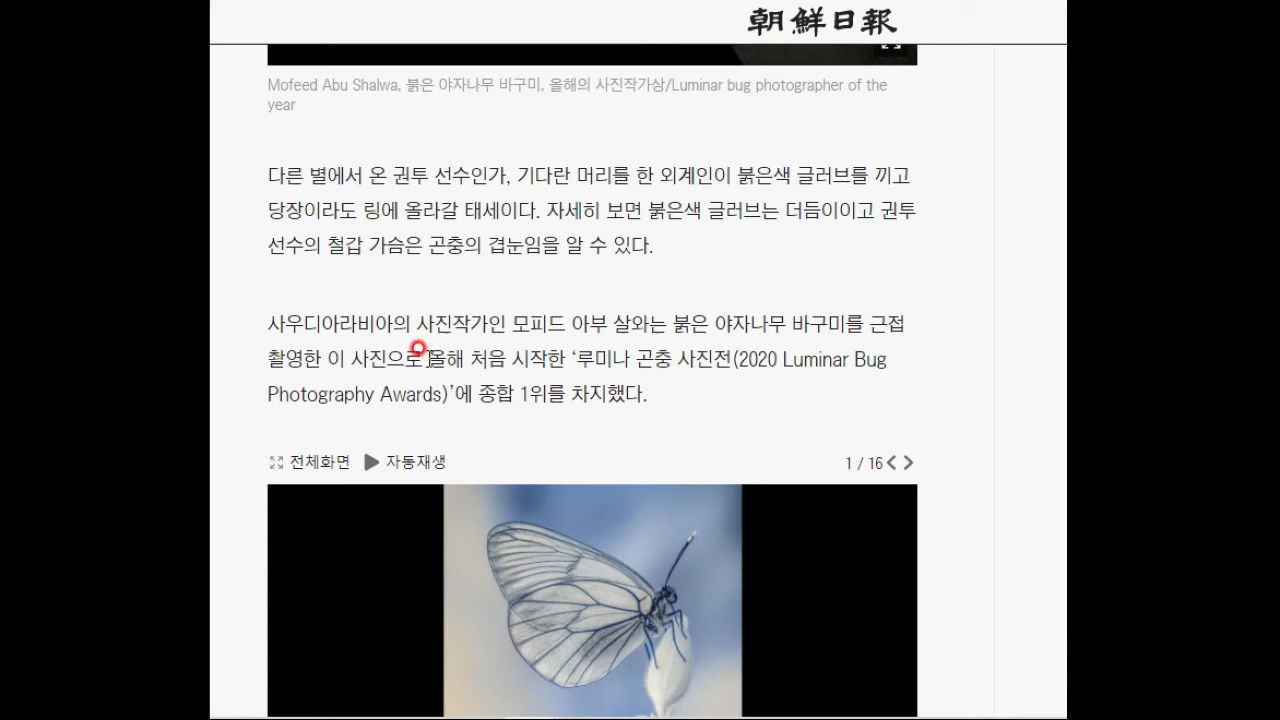 朝鮮日報
Mofeed Abu Shalwa, 붉은 야자나무 바구미, 올해의 사진작가상/Luminar bug photographer of the
year
다른 별에서 온 권투 선수인가, 기다란 머리를 한 외계인이 붉은색 글러브를 끼고
당장이라도 링에 올라갈 태세이다. 자세히 보면 붉은색 글러브는 더듬이이고 권투
선수의 철갑 가슴은 곤충의 겹눈임을 알 수 있다.
사우디아라비아의 사진작가인 모피드 아부 살와는 붉은 야자나무 바구미를 근접
촬영한 이 사진으로 올해 처음 시작한 ‘루미나 곤충 사진전(2020 Luminar Bug
Photography Awards)’에 종합 1위를 차지했다.
전체화면 자동재생 1 / 16